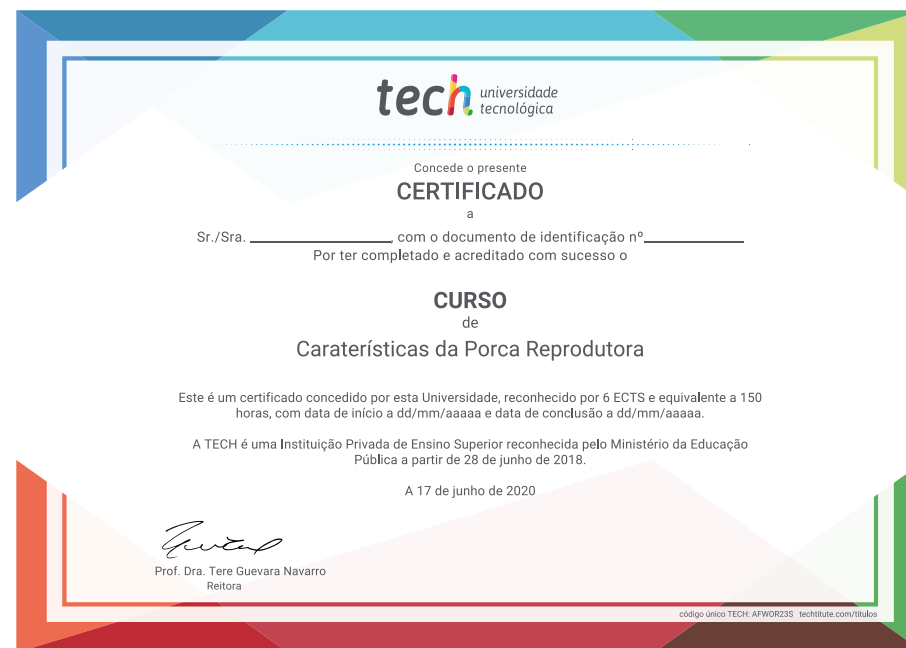 tech universidade
tecnológica
Concede o presente
CERTIFICADO
a
Sr./Sra. , com o documento de identificação nº
Por ter completado e acreditado com sucesso o
CURSO
de
Caraterísticas da Porca Reprodutora
Este é um certificado concedido por esta Universidade, reconhecido por 6 ECTS e equivalente a 150
horas, com data de início a dd/mm/aaaaa e data de conclusão a dd/mm/aaaaa.
A TECH é uma Instituição Privada de Ensino Superior reconhecida pelo Ministério da Educação
Pública a partir de 28 de junho de 2018.
A 17 de junho de 2020
Prof. Dra. Tere Guevara Navarro
Reitora
código único TECH: AFWOR23S techtitute.com/titulos